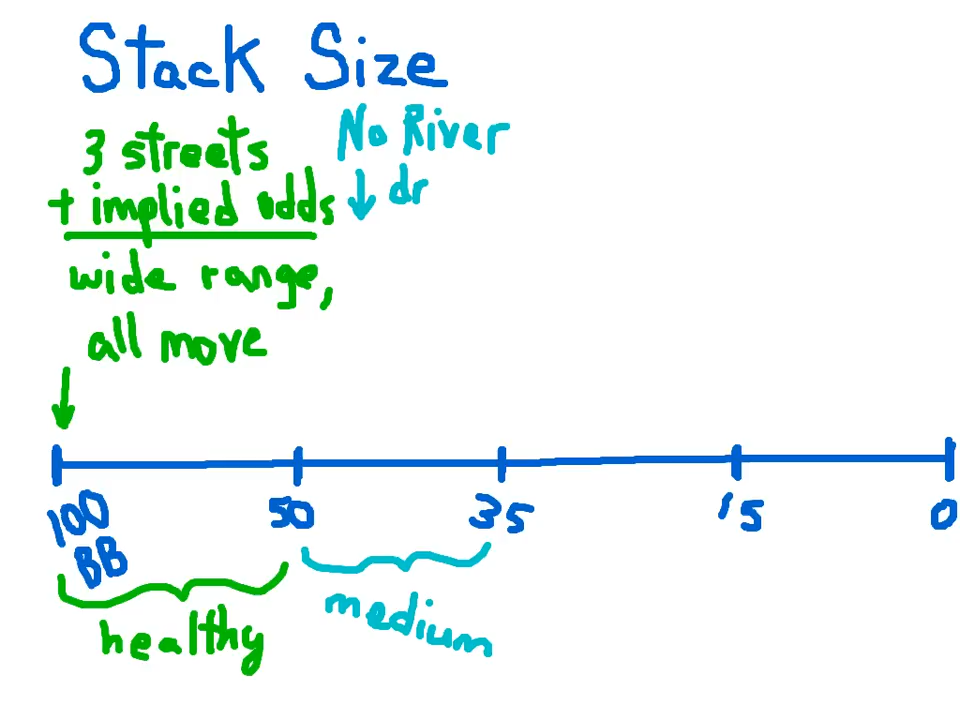 Stack Size
3 streets
+ implied odds
wide range,
all move
No River
↓ dr
100 BB
50
35
15
0
healthy
medium